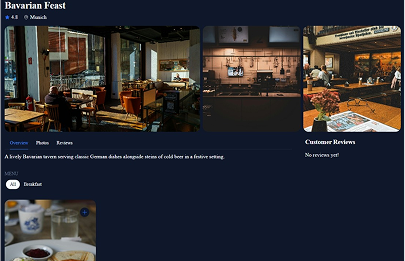 Bavarian Feast
4.8 Munich
Overview Photos Reviews
A lively Bavarian tavern serving classic German dishes alongside steins of cold beer in a festive setting.
MENU
All Breakfast
Customer Reviews
No reviews yet!